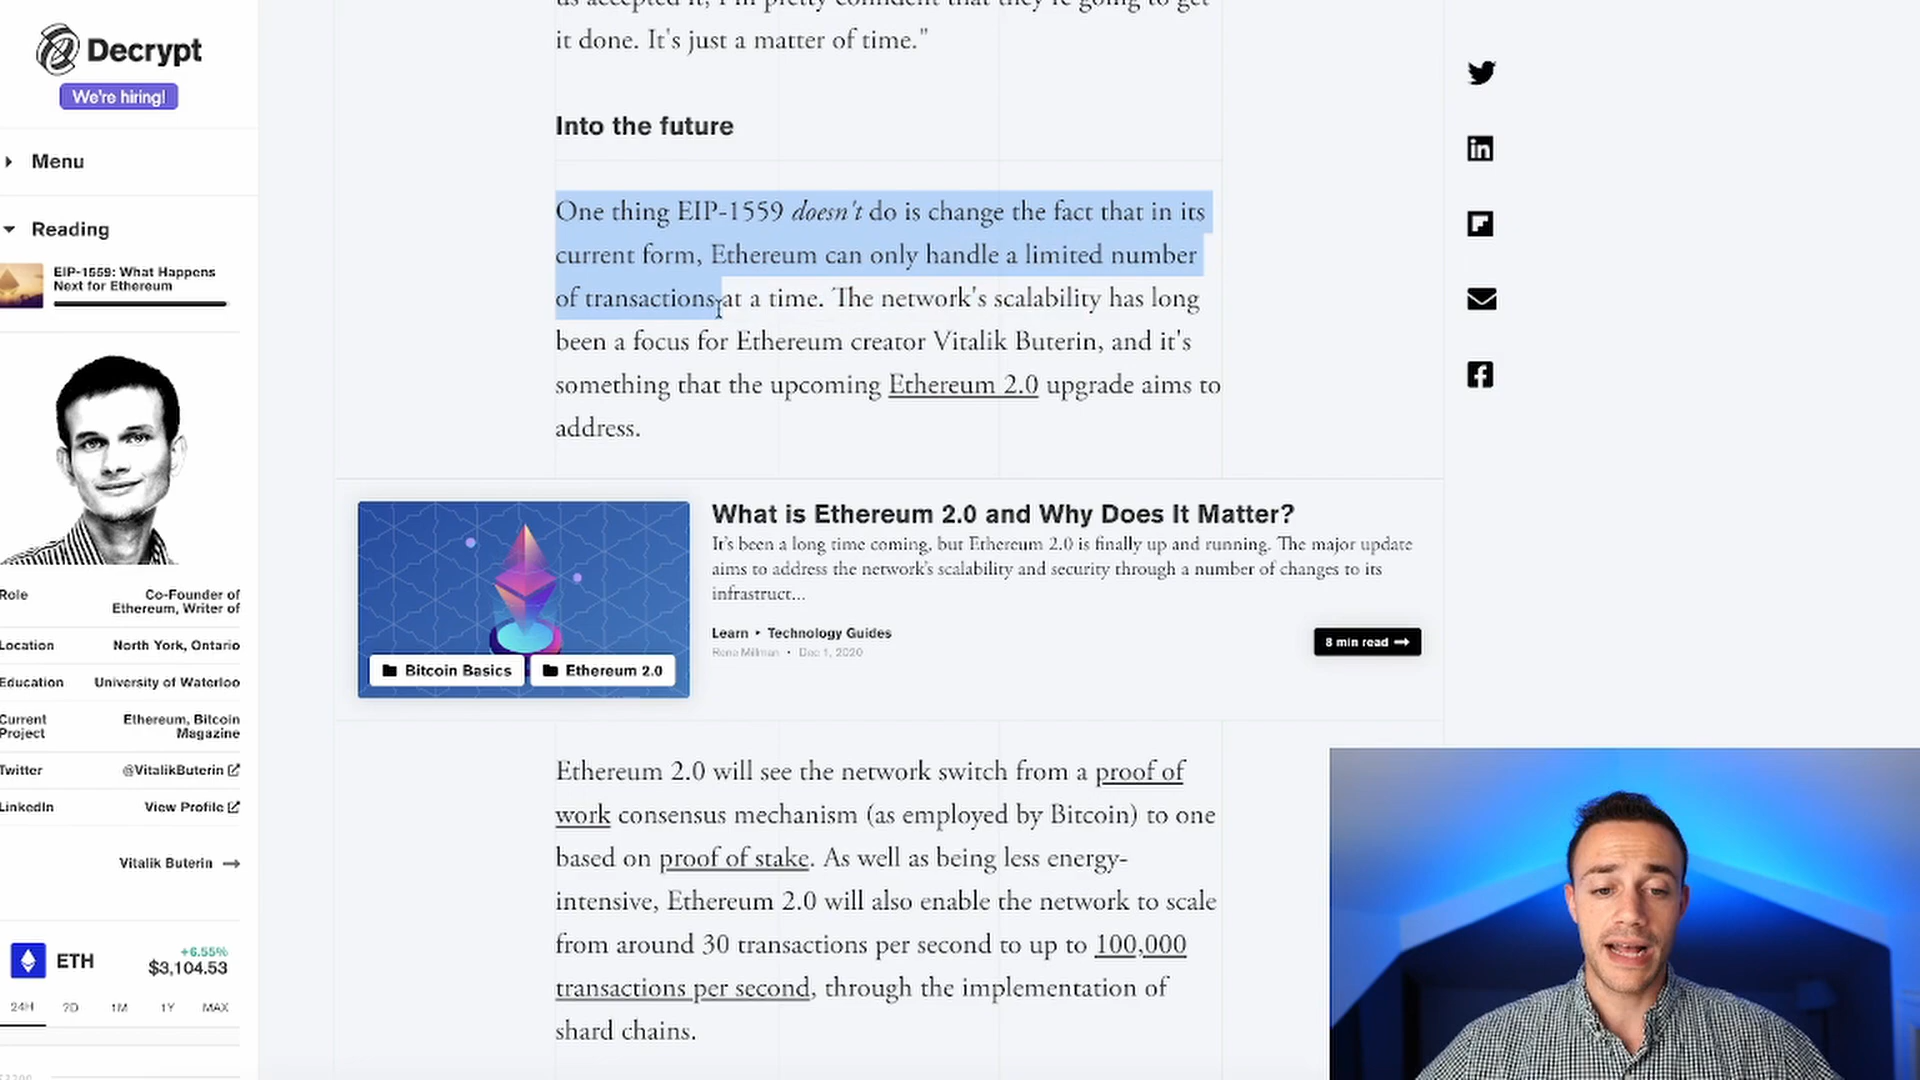 Decrypt
We're hiring!
Menu
Reading
EIP-1559: What Happens
Next for Ethereum
Role
Co-Founder of
Ethereum, Writer of
Location
North York, Ontario
Education
University of Waterloo
Current
Project
Ethereum, Bitcoin
Magazine
Twitter
@VitalikButerin
LinkedIn
View Profile
Vitalik Buterin →
ETH
+6.55%
$3,104.53
24H 7D 1M 1Y MAX
it done. It's just a matter of time."
Into the future
One thing EIP-1559 doesn't do is change the fact that in its
current form, Ethereum can only handle a limited number
of transactions at a time. The network's scalability has long
been a focus for Ethereum creator Vitalik Buterin, and it's
something that the upcoming Ethereum 2.0 upgrade aims to
address.
Bitcoin Basics
Ethereum 2.0
What is Ethereum 2.0 and Why Does It Matter?
It's been a long time coming, but Ethereum 2.0 is finally up and running. The major update
aims to address the network's scalability and security through a number of changes to its
infrastruct...
Learn ▸ Technology Guides
Rene Millman • Dec 1, 2020
8 min read →
Ethereum 2.0 will see the network switch from a proof of
work consensus mechanism (as employed by Bitcoin) to one
based on proof of stake. As well as being less energy-
intensive, Ethereum 2.0 will also enable the network to scale
from around 30 transactions per second to up to 100,000
transactions per second, through the implementation of
shard chains.